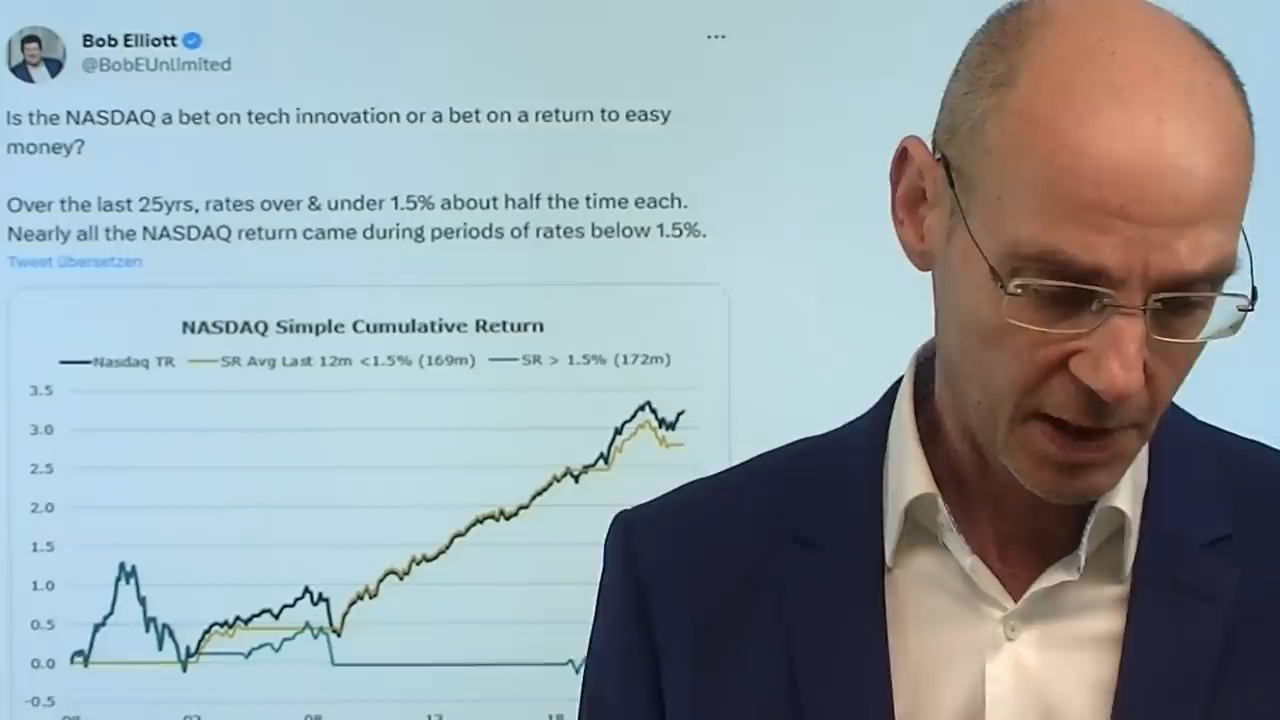 Bob Elliott
@BobEUnlimited
...
Is the NASDAQ a bet on tech innovation or a bet on a return to easy
money?
Over the last 25yrs, rates over & under 1.5% about half the time each.
Nearly all the NASDAQ return came during periods of rates below 1.5%.
Tweet übersetzen
NASDAQ Simple Cumulative Return
Nasdaq TR SR Avg Last 12m <1.5% (169m) SR > 1.5% (172m)
3.5
3.0
2.5
2.0
1.5
1.0
0.5
0.0
-0.5